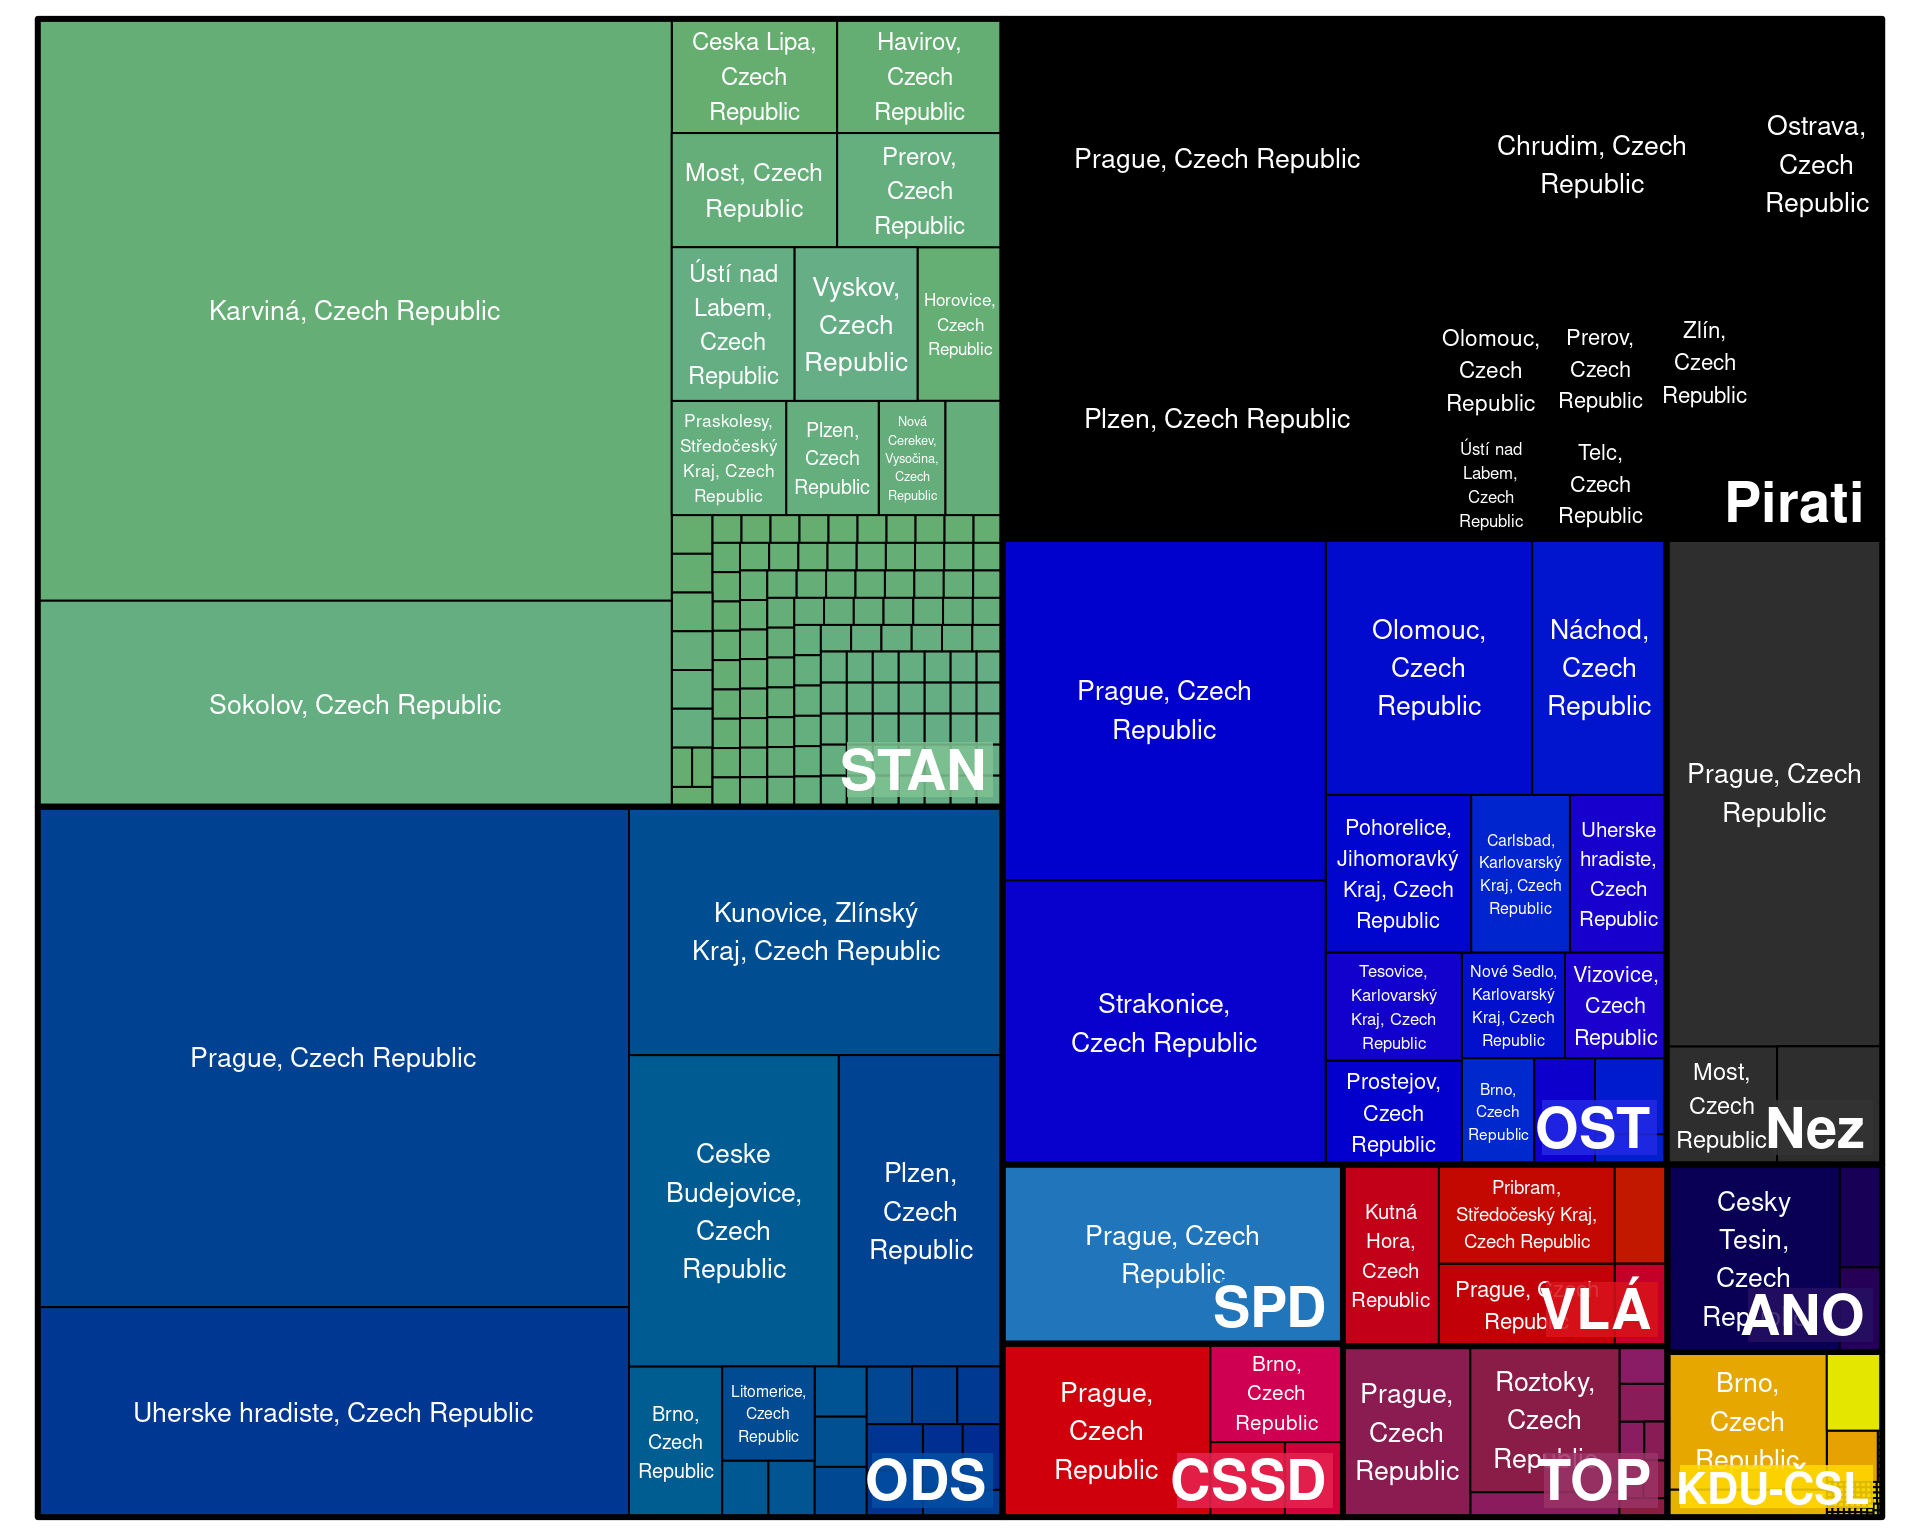 Karviná, Czech Republic
Sokolov, Czech Republic
Ceska Lipa,
Czech
Republic
Havirov,
Czech
Republic
Most, Czech
Republic
Prerov,
Czech
Republic
Ústí nad
Labem,
Czech
Republic
Vyskov,
Czech
Republic
Horovice,
Czech
Republic
Praskolesy,
Středočeský
Kraj, Czech
Republic
Plzen,
Czech
Republic
Nová
Cerekev,
Vysočina,
Czech
Republic
STAN
Prague, Czech Republic
Chrudim, Czech
Republic
Ostrava,
Czech
Republic
Plzen, Czech Republic
Olomouc,
Czech
Republic
Prerov,
Czech
Republic
Zlín,
Czech
Republic
Ústí nad
Labem,
Czech
Republic
Telc,
Czech
Republic
Pirati
Prague, Czech Republic
Uherske hradiste, Czech Republic
Kunovice, Zlínský
Kraj, Czech Republic
Ceske
Budejovice,
Czech
Republic
Plzen,
Czech
Republic
Brno,
Czech
Republic
Litomerice,
Czech
Republic
ODS
Prague, Czech
Republic
Strakonice,
Czech Republic
Olomouc,
Czech
Republic
Náchod,
Czech
Republic
Pohorelice,
Jihomoravký
Kraj, Czech
Republic
Carlsbad,
Karlovarský
Kraj, Czech
Republic
Uherske
hradiste,
Czech
Republic
Tesovice,
Karlovarský
Kraj, Czech
Republic
Nové Sedlo,
Karlovarský
Kraj, Czech
Republic
Vizovice,
Czech
Republic
Prostejov,
Czech
Republic
Brno,
Czech
Republic
OST
Prague, Czech
Republic
Most,
Czech
Republic
Nez
Prague, Czech
Republic
SPD
Kutná
Hora,
Czech
Republic
Pribram,
Středočeský Kraj,
Czech Republic
Prague, Czech
Republic
VLÁ
Cesky
Tesin,
Czech
Republic
ANO
Prague,
Czech
Republic
Brno,
Czech
Republic
CSSD
Prague,
Czech
Republic
Roztoky,
Czech
Republic
TOP
Brno,
Czech
Republic
KDU-ČSL